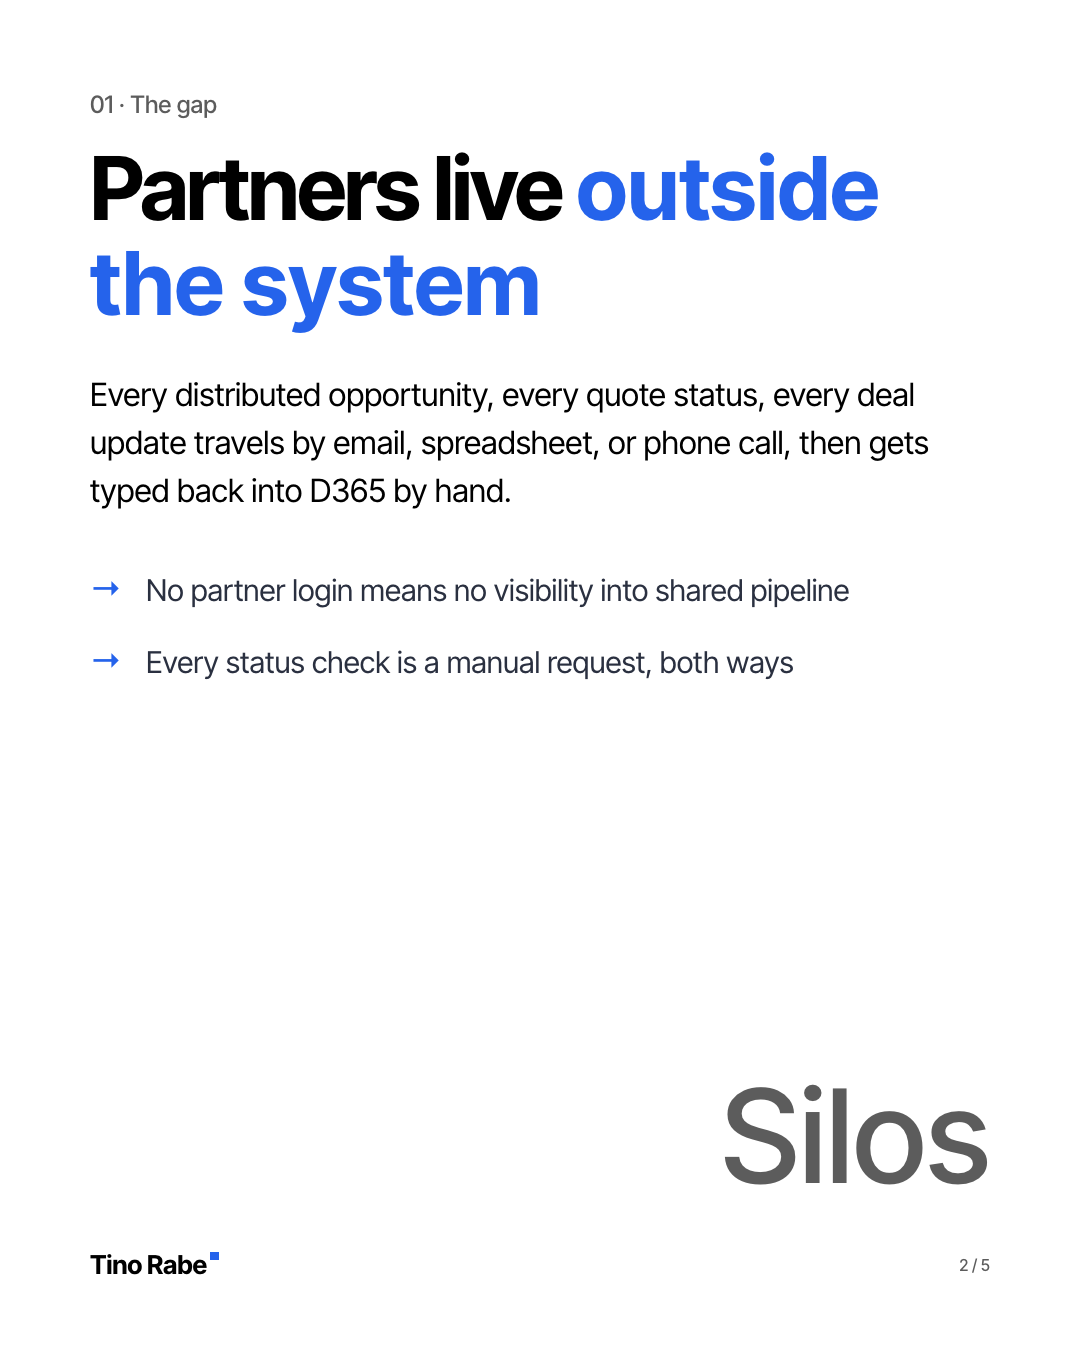 01 · The gap
Partners live outside
the system
Every distributed opportunity, every quote status, every deal
update travels by email, spreadsheet, or phone call, then gets
typed back into D365 by hand.
→ No partner login means no visibility into shared pipeline
→ Every status check is a manual request, both ways
Silos
Tino Rabe
2 / 5